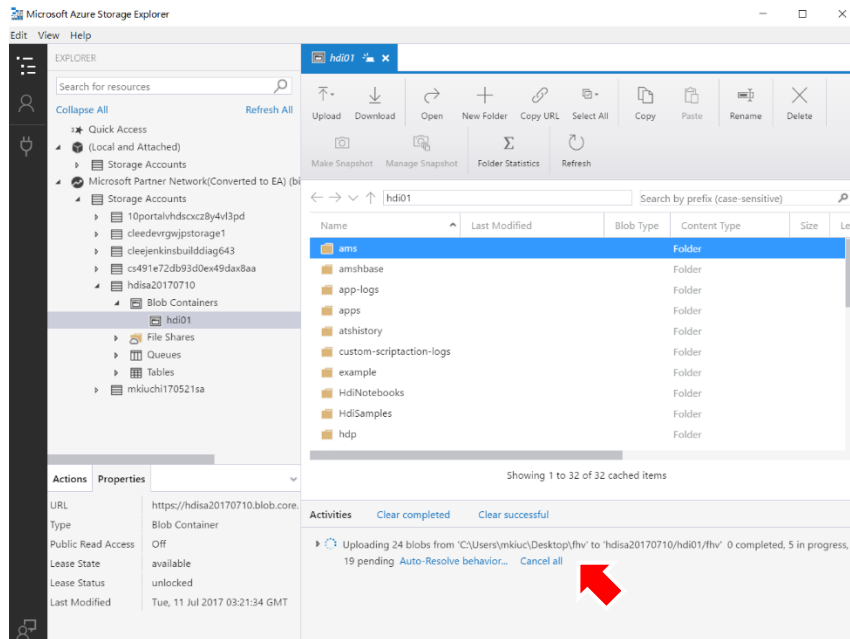 Microsoft Azure Storage Explorer
Edit View Help
EXPLORER
Search for resources
Collapse All Refresh All
Quick Access
(Local and Attached)
Storage Accounts
Microsoft Partner Network(Converted to EA) (bi
Storage Accounts
10portalvhdscxcz8y4vl3pd
cleedevrgwjpstorage1
cleejenkinsbuilddiag643
cs491e72db93d0ex49dax8aa
hdisa20170710
Blob Containers
hdi01
File Shares
Queues
Tables
mkiuchi170521sa
Actions Properties
URL https://hdisa20170710.blob.core.
Type Blob Container
Public Read Access Off
Lease State available
Lease Status unlocked
Last Modified Tue, 11 Jul 2017 03:21:34 GMT
hdi01
Upload Download Open New Folder Copy URL Select All Copy Paste Rename Delete
Make Snapshot Manage Snapshot Folder Statistics Refresh
hdi01 Search by prefix (case-sensitive)
Name Last Modified Blob Type Content Type Size Le
ams Folder
amshbase Folder
app-logs Folder
apps Folder
atshistory Folder
custom-scriptaction-logs Folder
example Folder
HdiNotebooks Folder
HdiSamples Folder
hdp Folder
Showing 1 to 32 of 32 cached items
Activities Clear completed Clear successful
Uploading 24 blobs from 'C:\Users\mkiuc\Desktop\fhv' to 'hdisa20170710/hdi01/fhv' 0 completed, 5 in progress,
19 pending Auto-Resolve behavior... Cancel all